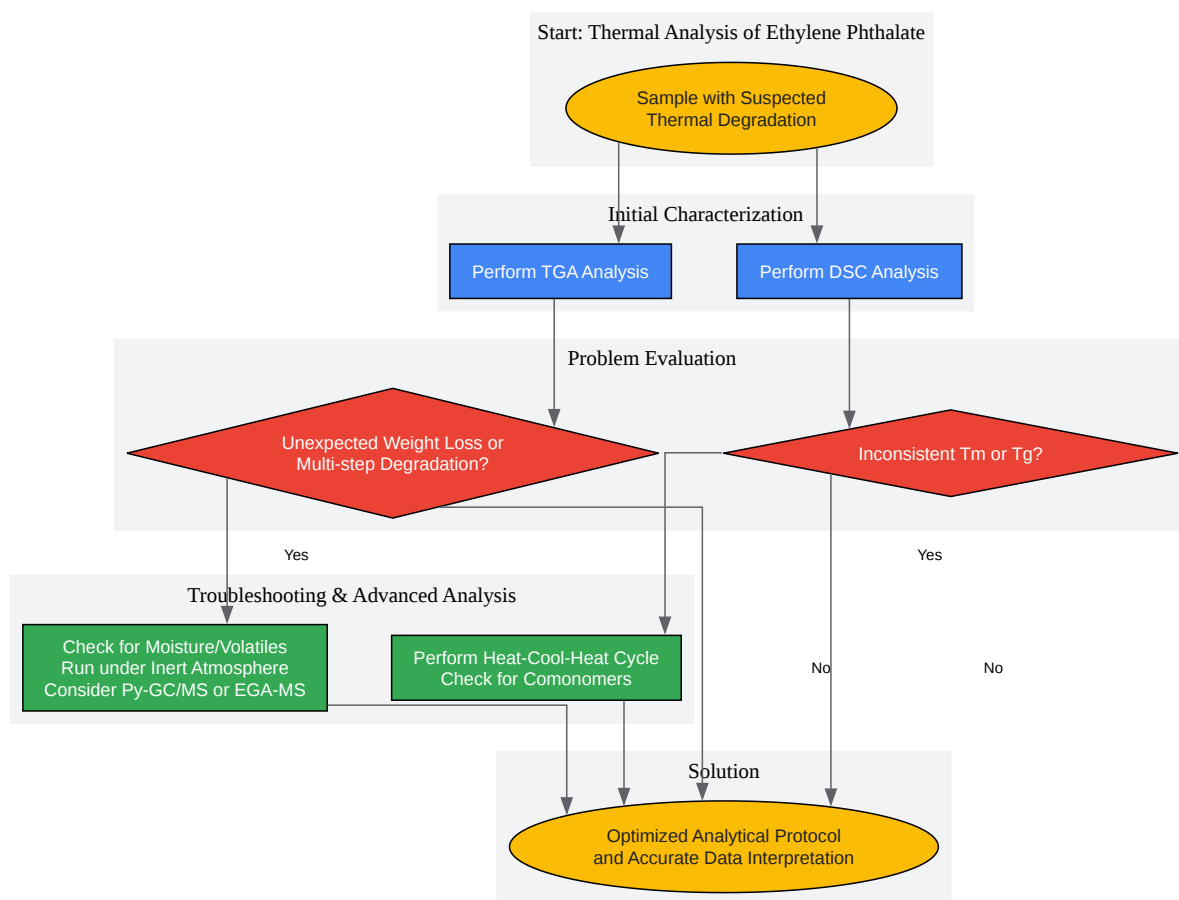 Start: Thermal Analysis of Ethylene Phthalate
Sample with Suspected
Thermal Degradation
Initial Characterization
Perform TGA Analysis
Perform DSC Analysis
Problem Evaluation
Unexpected Weight Loss or
Multi-step Degradation?
Inconsistent Tm or Tg?
Yes
Yes
Troubleshooting & Advanced Analysis
Check for Moisture/Volatiles
Run under Inert Atmosphere
Consider Py-GC/MS or EGA-MS
Perform Heat-Cool-Heat Cycle
Check for Comonomers
No
No
Solution
Optimized Analytical Protocol
and Accurate Data Interpretation